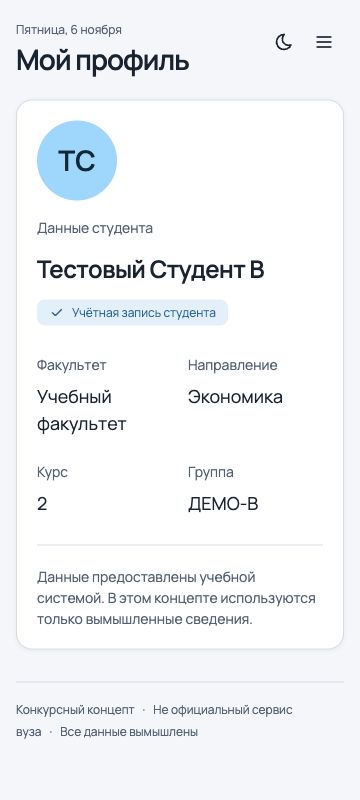 Пятница, 6 ноября
Мой профиль
ТС
Данные студента
Тестовый Студент В
Учётная запись студента
Факультет
Направление
Учебный
факультет
Экономика
Курс
Группа
2
ДЕМО-В
Данные предоставлены учебной
системой. В этом концепте используются
только вымышленные сведения.
Конкурсный концепт · Не официальный сервис
вуза · Все данные вымышлены